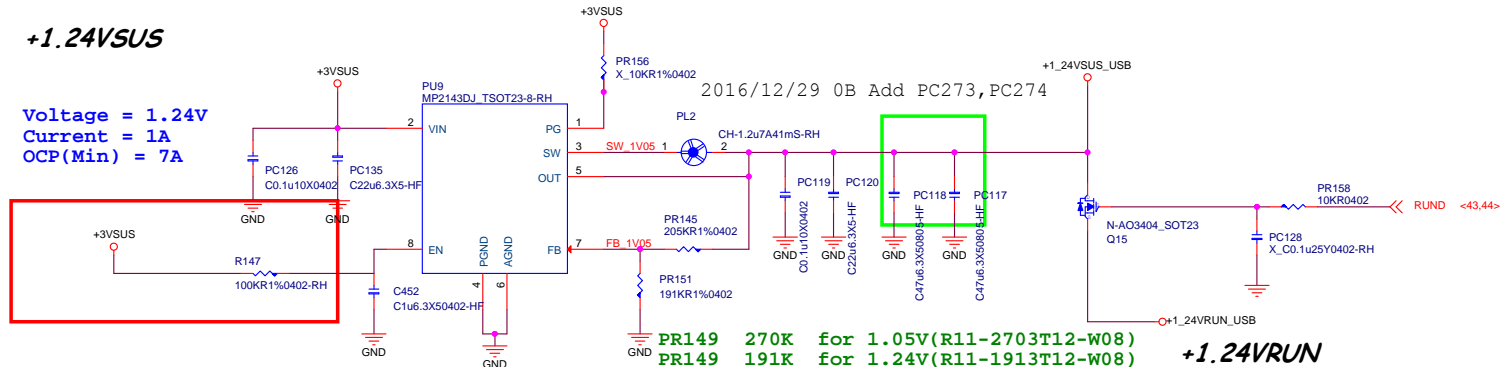 +1.24VSUS
Voltage = 1.24V
Current = 1A
OCP(Min) = 7A
+3VSUS
PC126
C0.1u10X0402
GND
PC135
C22u6.3X5-HF
GND
+3VSUS
R147
100KR1%0402-RH
C452
C1u6.3X50402-HF
GND
PU9
MP2143DJ_TSOT23-8-RH
2
VIN
8
EN
PG
1
SW
3
OUT
5
FB
7
PGND
4
AGND
6
GND
+3VSUS
PR156
X_10KR1%0402
2016/12/29 0B Add PC273,PC274
SW_1V05
1
PL2
CH-1.2u7A41mS-RH
2
FB_1V05
PR145
205KR1%0402
PR151
191KR1%0402
GND
PC119
C0.1u10X0402
GND
PC120
C22u6.3X5-HF
GND
PC118
C47u6.3X50805-HF
GND
PC117
C47u6.3X50805-HF
GND
+1_24VSUS_USB
N-AO3404_SOT23
Q15
PR158
10KR0402
RUND
<43,44>
PC128
X_C0.1u25Y0402-RH
+1_24VRUN_USB
PR149 270K for 1.05V(R11-2703T12-W08)
PR149 191K for 1.24V(R11-1913T12-W08)
+1.24VRUN